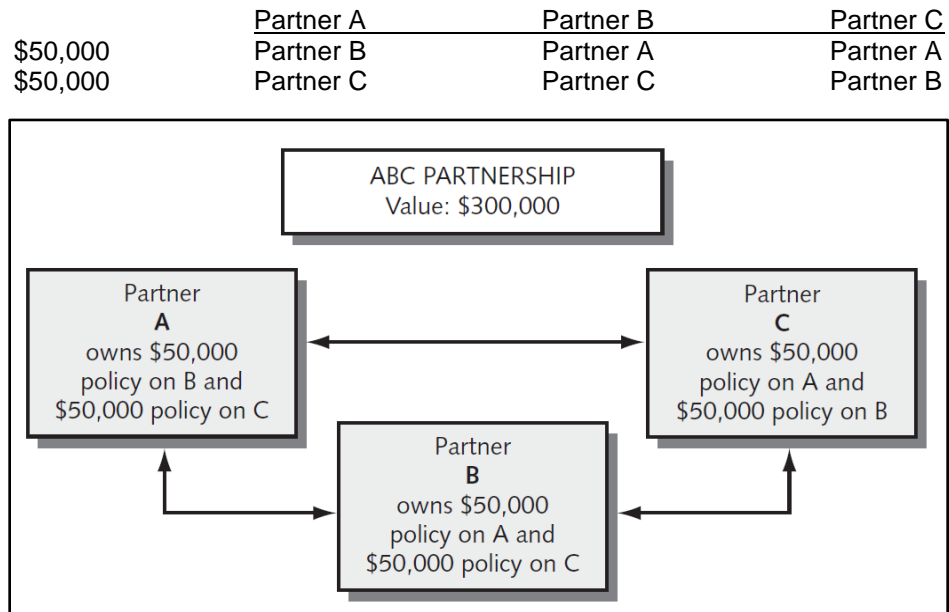 Partner A Partner B Partner C
$50,000 Partner B Partner A Partner A
$50,000 Partner C Partner C Partner B
ABC PARTNERSHIP
Value: $300,000
Partner
A
owns $50,000
policy on B and
$50,000 policy on C
Partner
C
owns $50,000
policy on A and
$50,000 policy on B
Partner
B
owns $50,000
policy on A and
$50,000 policy on C